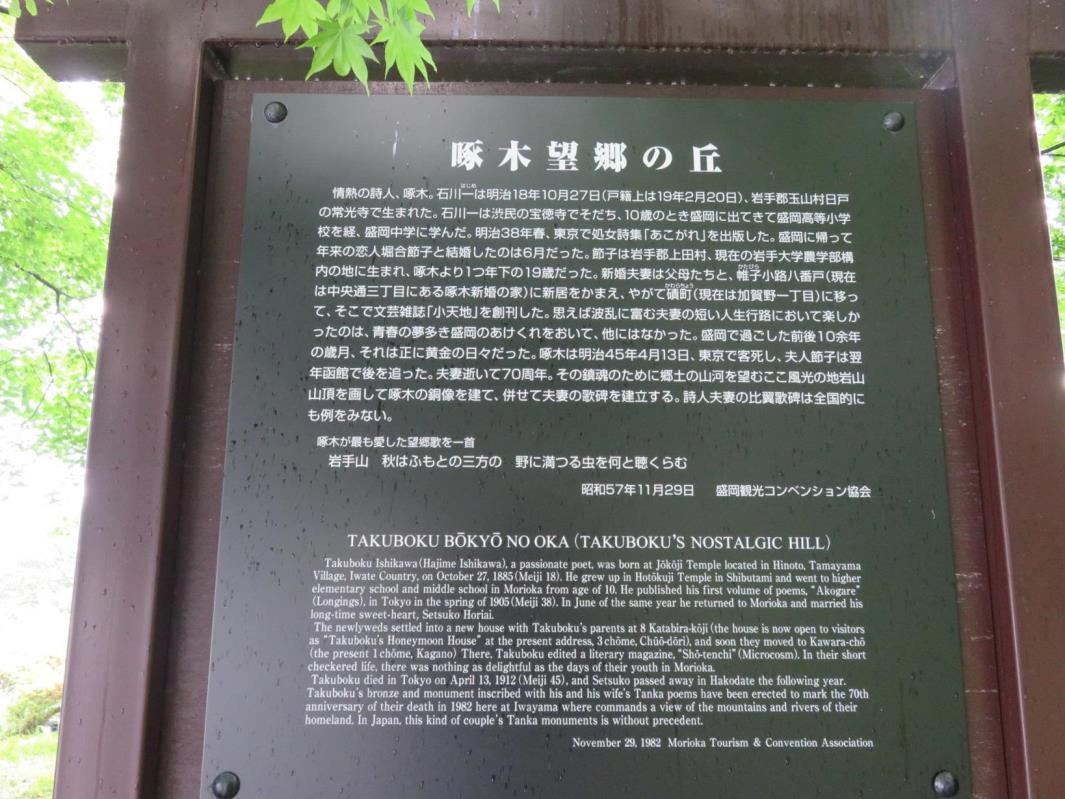 啄木望郷の丘
情熱の詩人、啄木。石川一は明治18年10月27日(戸籍上は19年2月20日)、岩手郡玉山村日戸
の常光寺で生まれた。石川一は渋民の宝徳寺でそだち、10歳のとき盛岡に出てきて盛岡高等小学
校を経、盛岡中学に学んだ。明治38年春、東京で処女詩集「あこがれ」を出版した。盛岡に帰って
年来の恋人堀合節子と結婚したのは6月だった。節子は岩手郡上田村、現在の岩手大学農学部構
内の地に生まれ、啄木より1つ年下の19歳だった。新婚夫妻は父母たちと、帷子小路八番戸(現在
は中央通三丁目にある啄木新婚の家)に新居をかまえ、やがて磧町(現在は加賀野一丁目)に移っ
て、そこで文芸雑誌「小天地」を創刊した。思えば波乱に富む夫妻の短い人生行路において楽しか
ったのは、青春の夢多き盛岡のあけくれをおいて、他にはなかった。盛岡で過ごした前後10余年
の歳月、それは正に黄金の日々だった。啄木は明治45年4月13日、東京で客死し、夫人節子は翌
年函館で後を追った。夫妻逝いて70周年。その鎮魂のために郷土の山河を望むここ風光の地岩山
山頂を画して啄木の銅像を建て、併せて夫妻の歌碑を建立する。詩人夫妻の比翼歌碑は全国的に
も例をみない。
啄木が最も愛した望郷歌を一首
岩手山　秋はふもとの三方の　野に満つる虫を何と聴くらむ
昭和57年11月29日　盛岡観光コンベンション協会
TAKUBOKU BŌKYŌ NO OKA (TAKUBOKU'S NOSTALGIC HILL)
Takuboku Ishikawa (Hajime Ishikawa), a passionate poet, was born at Jōkōji Temple located in Hinoto, Tamayama
Village, Iwate Country, on October 27, 1885 (Meiji 18). He grew up in Hotōkuji Temple in Shibutami and went to higher
elementary school and middle school in Morioka from age of 10. He published his first volume of poems, "Akogare"
(Longings), in Tokyo in the spring of 1905 (Meiji 38). In June of the same year he returned to Morioka and married his
long-time sweet-heart, Setsuko Horiai.
The newlyweds settled into a new house with Takuboku's parents at 8 Katabira-kōji (the house is now open to visitors
as "Takuboku's Honeymoon House" at the present address, 3 chōme, Chūō-dōri), and soon they moved to Kawara-chō
(the present 1 chōme, Kagano) There, Takuboku edited a literary magazine, "Shō-tenchi" (Microcosm). In their short
checkered life, there was nothing as delightful as the days of their youth in Morioka.
Takuboku died in Tokyo on April 13, 1912 (Meiji 45), and Setsuko passed away in Hakodate the following year.
Takuboku's bronze and monument inscribed with his and his wife's Tanka poems have been erected to mark the 70th
anniversary of their death in 1982 here at Iwayama where commands a view of the mountains and rivers of their
homeland. In Japan, this kind of couple's Tanka monuments is without precedent.
November 29, 1982 Morioka Tourism & Convention Association